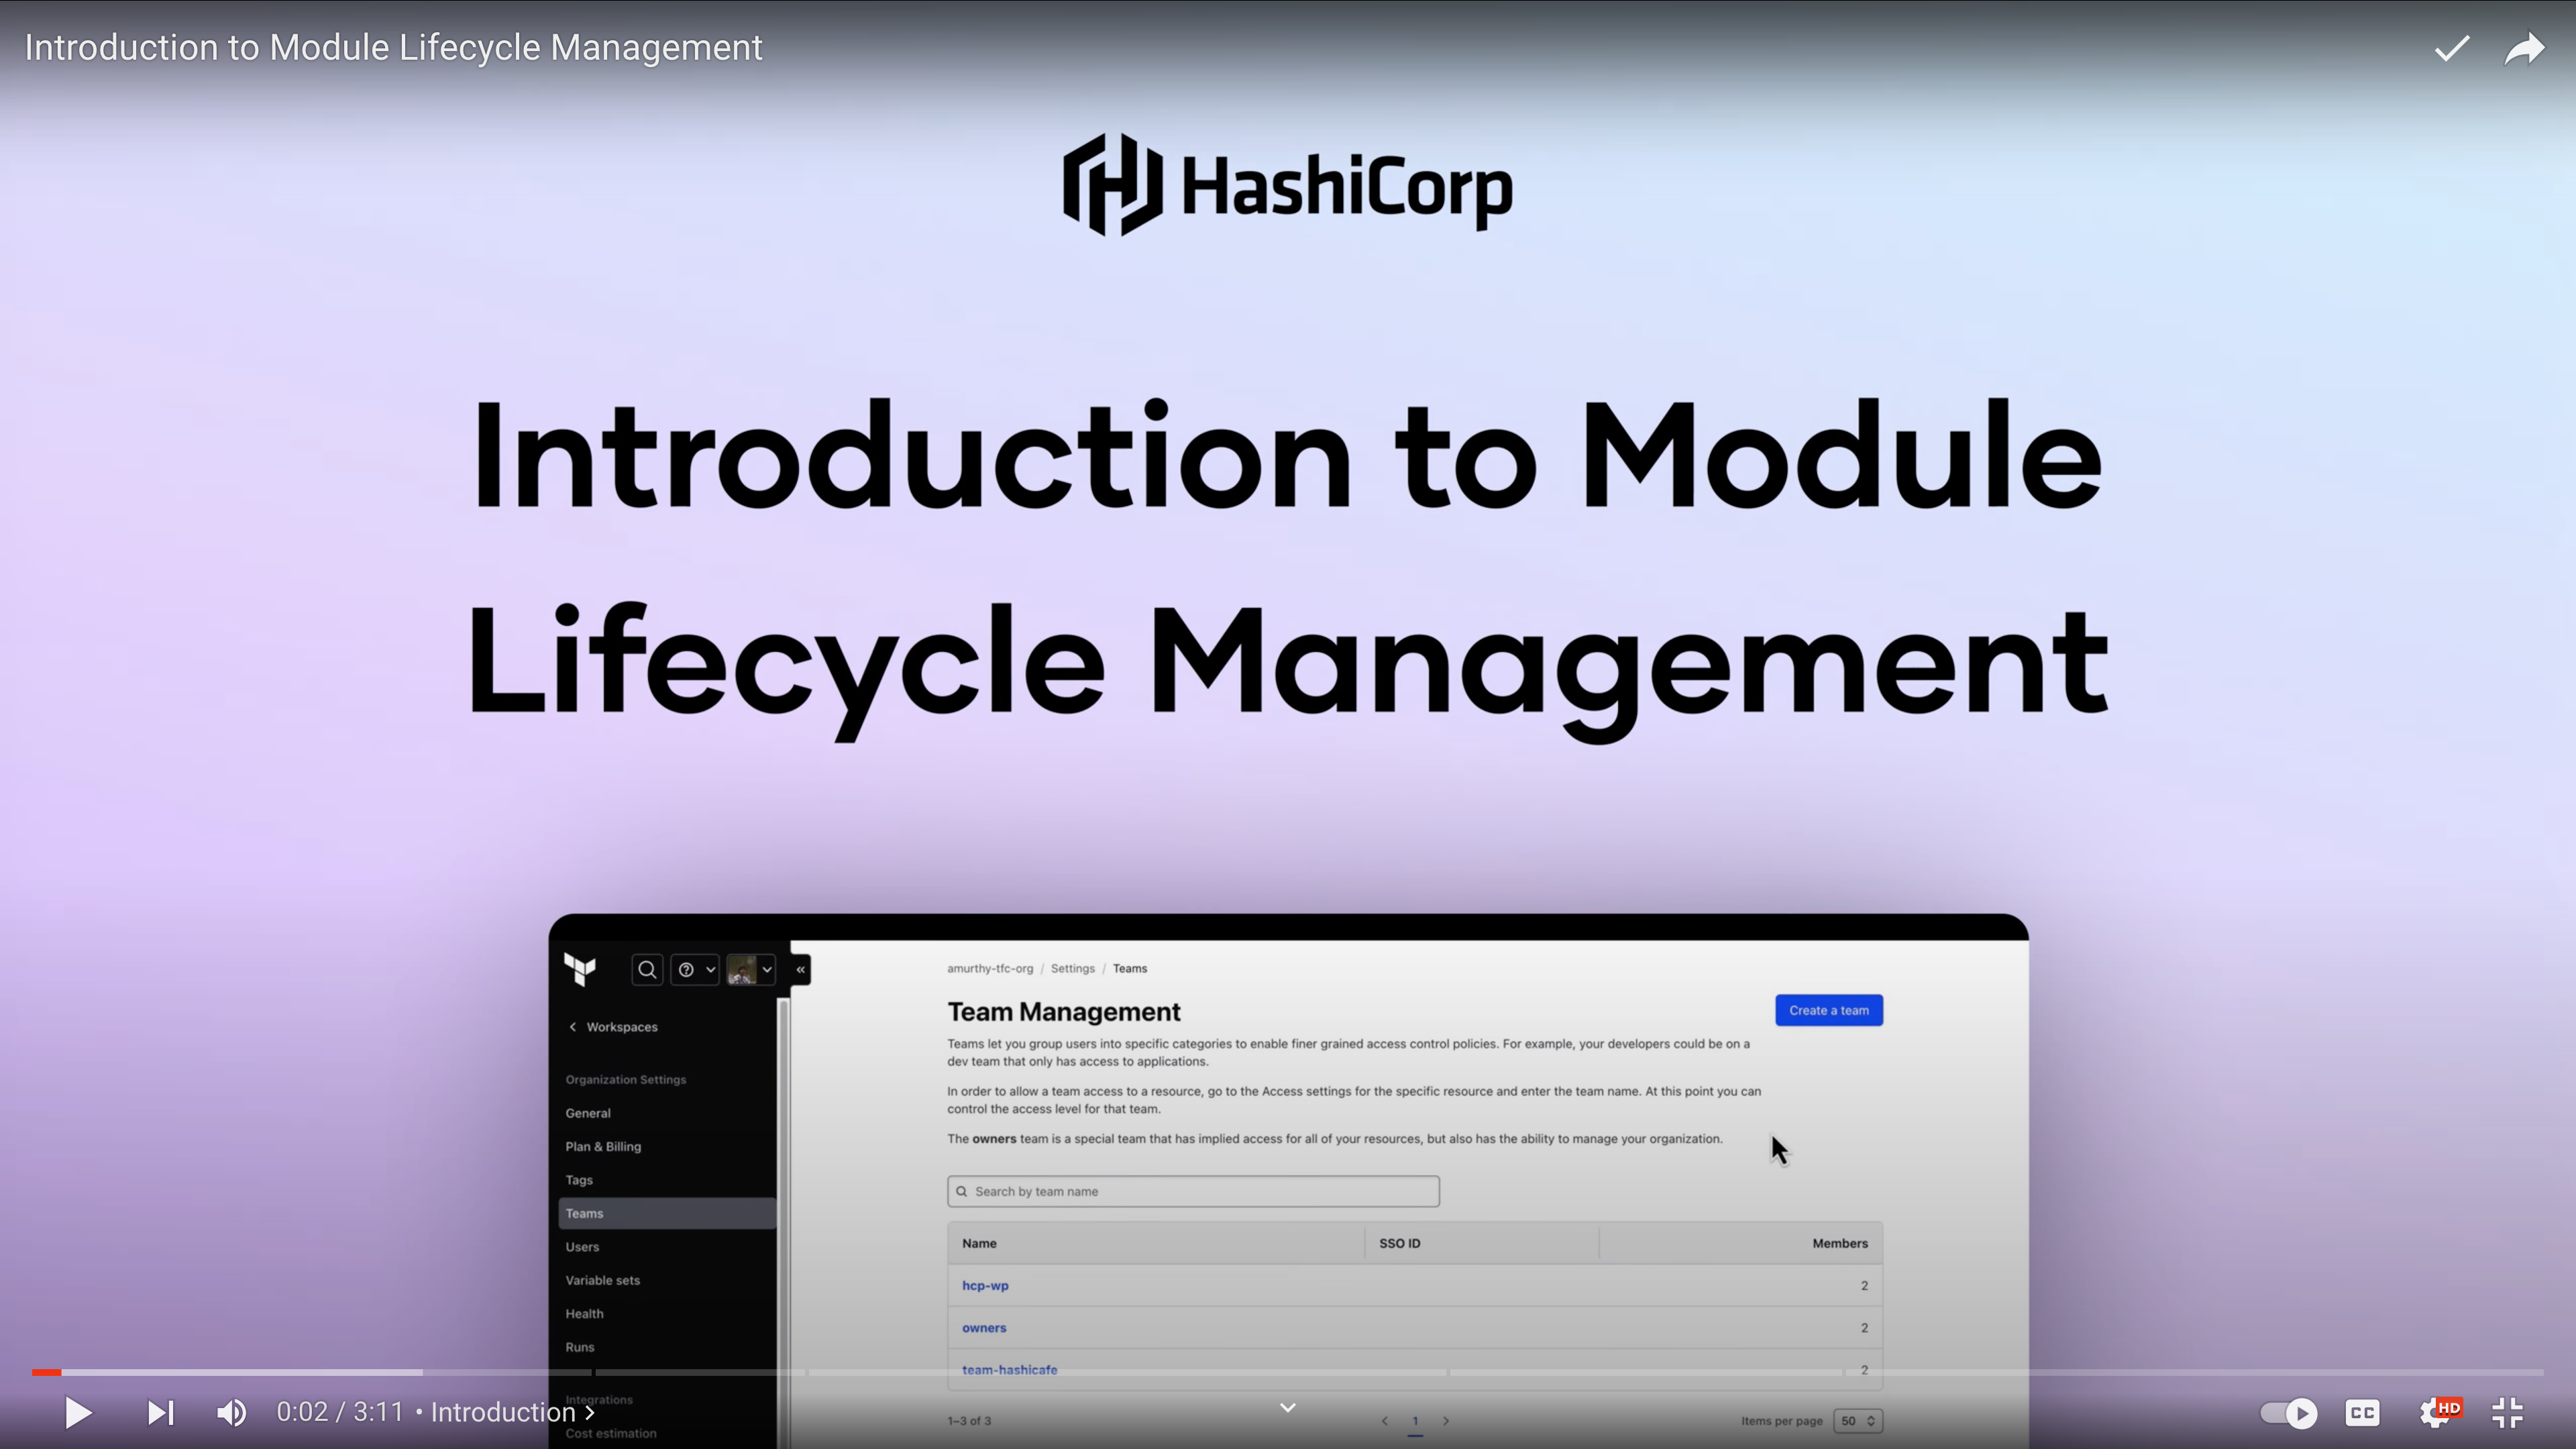 Introduction to Module Lifecycle Management
HashiCorp
Introduction to Module
Lifecycle Management
Workspaces
Organization Settings
General
Plan & Billing
Tags
Teams
Users
Variable sets
Health
Runs
Integrations
Cost estimation
amurthy-tfc-org / Settings / Teams
Team Management
Create a team
Teams let you group users into specific categories to enable finer grained access control policies. For example, your developers could be on a
dev team that only has access to applications.
In order to allow a team access to a resource, go to the Access settings for the specific resource and enter the team name. At this point you can
control the access level for that team.
The owners team is a special team that has implied access for all of your resources, but also has the ability to manage your organization.
Search by team name
Name SSO ID Members
hcp-wp 2
owners 2
team-hashicafe 2
1–3 of 3 1 Items per page 50
0:02 / 3:11 • Introduction
CC
HD